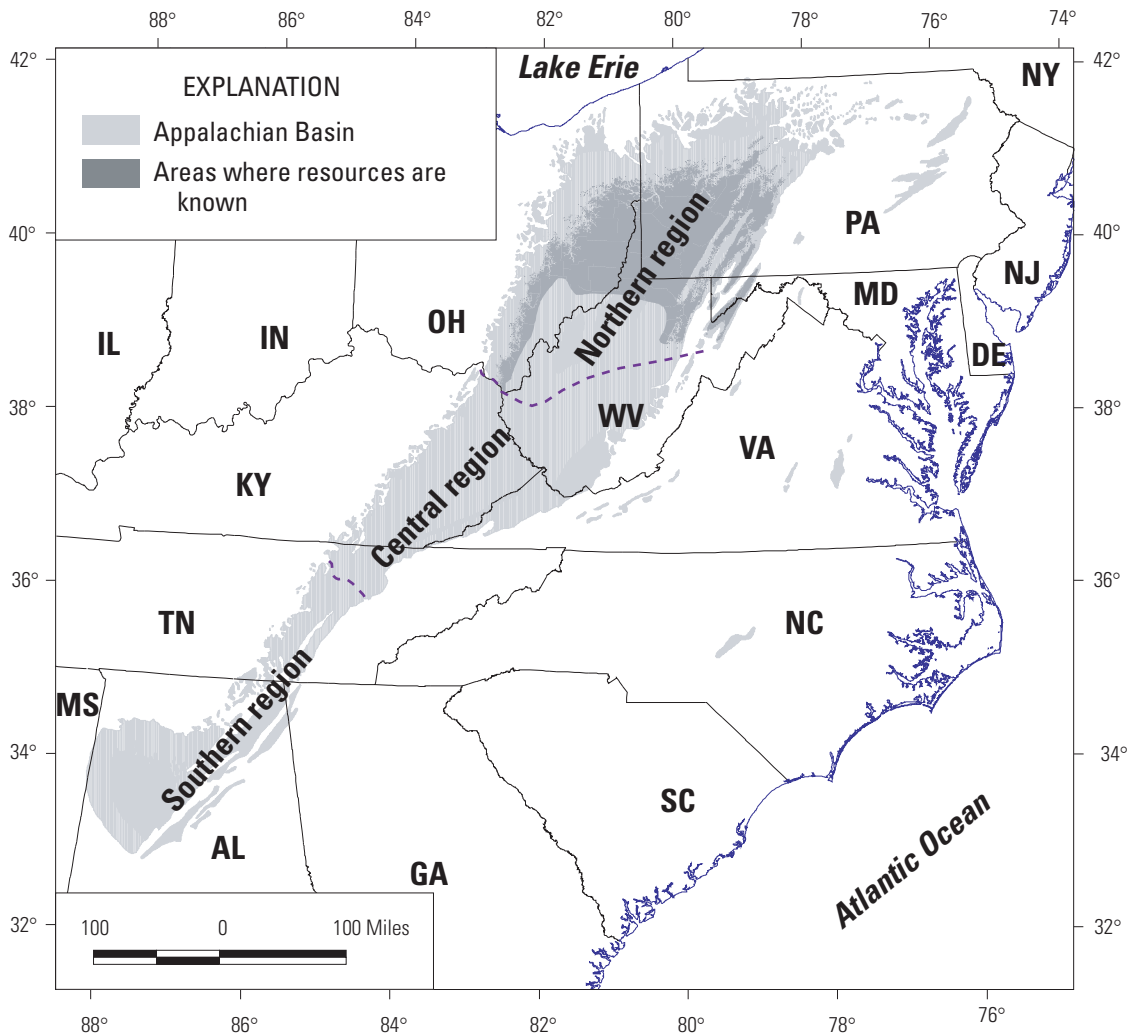 88°
86°
84°
82°
80°
78°
76°
74°
42°
42°
Lake Erie
NY
EXPLANATION
Appalachian Basin
Areas where resources are
known
Northern region
PA
40°
40°
NJ
MD
OH
IN
IL
DE
38°
38°
WV
VA
KY
Central region
36°
36°
TN
NC
Southern region
MS
34°
34°
SC
AL
GA
Atlantic Ocean
32°
32°
100 0 100 Miles
88°
86°
84°
82°
80°
78°
76°